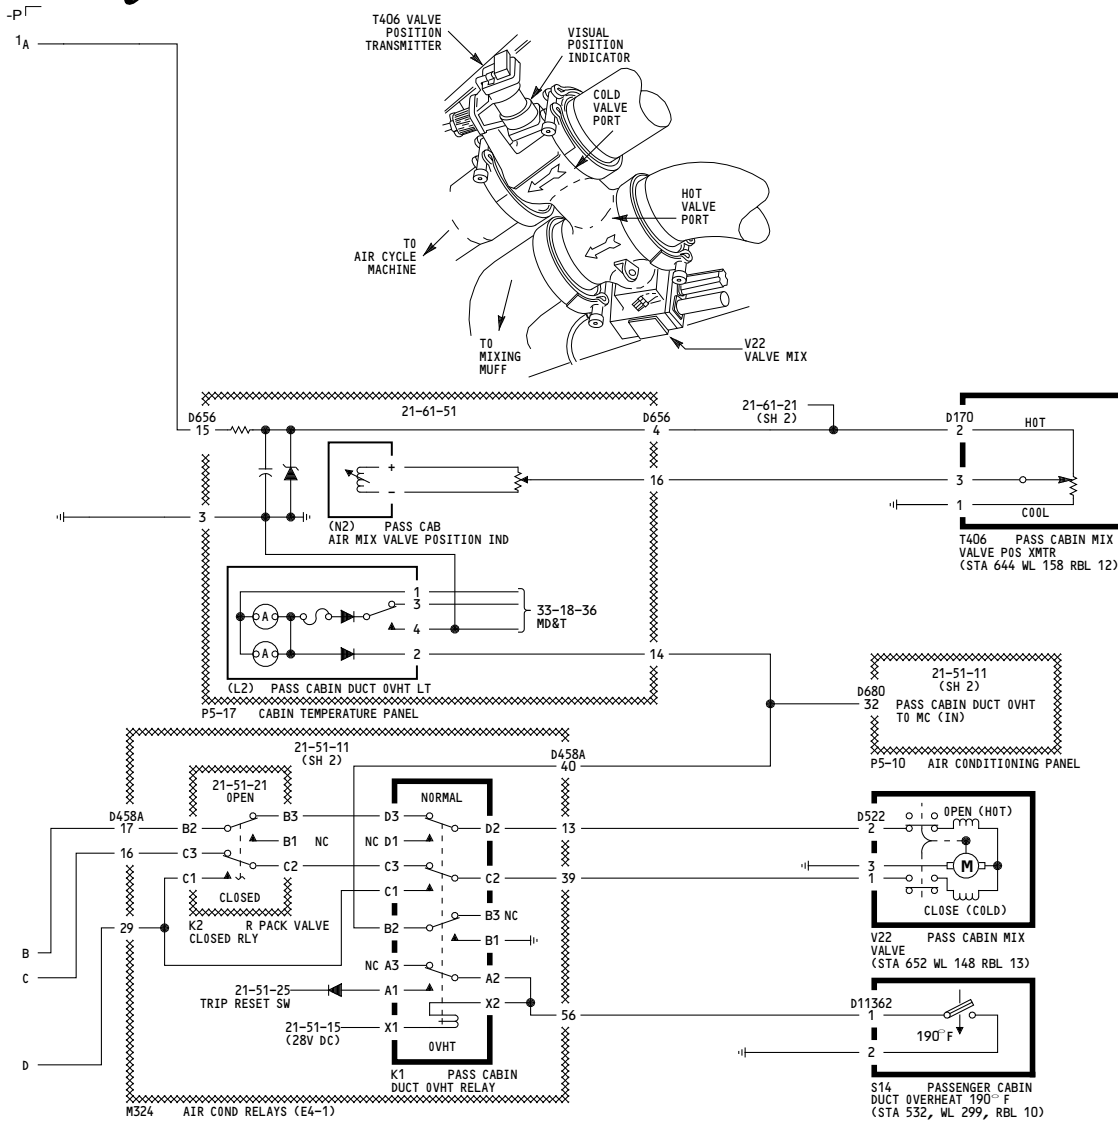 -P
1A
T406 VALVE
POSITION
TRANSMITTER
VISUAL
POSITION
INDICATOR
COLD
VALVE
PORT
HOT
VALVE
PORT
TO
AIR CYCLE
MACHINE
TO
MIXING
MUFF
V22
VALVE MIX
D656
15
21-61-51
D656
4
21-61-21
(SH 2)
D170
2
HOT
+
-
16
3
3
1
COOL
(N2) PASS CAB
AIR MIX VALVE POSITION IND
T406 PASS CABIN MIX
VALVE POS XMTR
(STA 644 WL 158 RBL 12)
A
A
1
3
4
2
33-18-36
MD&T
14
(L2) PASS CABIN DUCT OVHT LT
P5-17 CABIN TEMPERATURE PANEL
21-51-11
(SH 2)
D680
32
PASS CABIN DUCT OVHT
TO MC (IN)
P5-10 AIR CONDITIONING PANEL
21-51-11
(SH 2)
D458A
40
21-51-21
OPEN
NORMAL
D458A
17
B2
B3
B1 NC
D3
NC D1
D2
13
D522
2
OPEN (HOT)
16
C3
C2
C3
C2
39
3
1
M
C1
CLOSED
C1
CLOSE (COLD)
29
K2 R PACK VALVE
CLOSED RLY
B2
B3 NC
B1
V22 PASS CABIN MIX
VALVE
(STA 652 WL 148 RBL 13)
B
C
NC A3
A2
21-51-25
TRIP RESET SW
A1
X2
56
D11362
1
190° F
2
21-51-15
(28V DC)
X1
OVHT
D
K1 PASS CABIN
DUCT OVHT RELAY
S14 PASSENGER CABIN
DUCT OVERHEAT 190° F
(STA 532, WL 299, RBL 10)
M324 AIR COND RELAYS (E4-1)